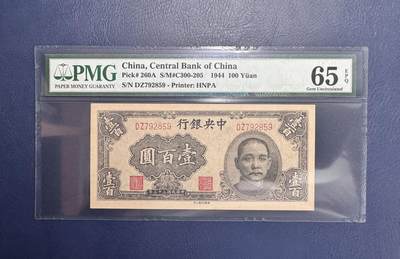 PMG
PAPER MONEY GUARANTY
China, Central Bank of China
Pick# 260A S/M#C300-205 1944 100 Yüan
S/N DZ792859 - Printer: HNPA
65 EPQ
Gem Uncirculated
行銀央中
DZ792859
DZ792859
圓百壹
壹百
壹百